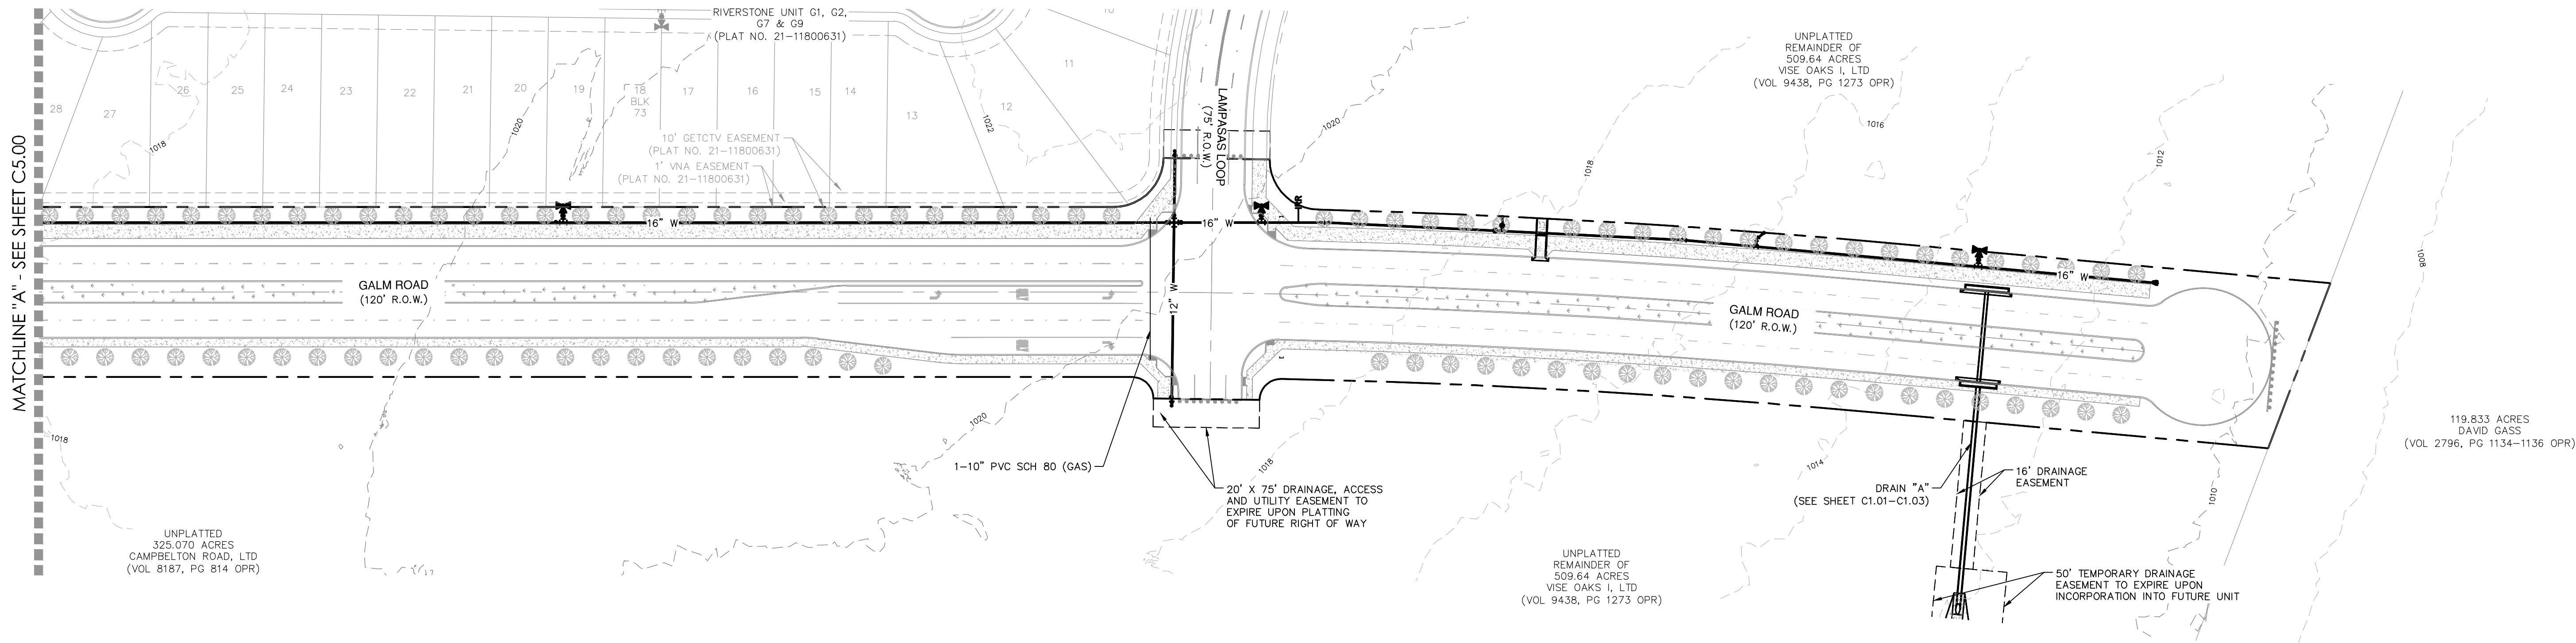 MATCHLINE "A" - SEE SHEET C5.00
RIVERSTONE UNIT G1, G2,
G7 & G9
(PLAT NO. 21-11800631)
28
27
26
25
24
23
22
21
20
19
18
BLK
73
17
16
15
14
13
12
11
10
1018
1020
1022
10' GETCTV EASEMENT
(PLAT NO. 21-11800631)
1' VNA EASEMENT
(PLAT NO. 21-11800631)
LAMPASAS LOOP
(75' R.O.W.)
1020
UNPLATTED
REMAINDER OF
509.64 ACRES
VISE OAKS I, LTD
(VOL 9438, PG 1273 OPR)
1018
1016
1012
1008
16" W
16" W
16" W
12" W
GALM ROAD
(120' R.O.W.)
GALM ROAD
(120' R.O.W.)
1018
1020
1018
1014
1010
1-10" PVC SCH 80 (GAS)
20' X 75' DRAINAGE, ACCESS
AND UTILITY EASEMENT TO
EXPIRE UPON PLATTING
OF FUTURE RIGHT OF WAY
DRAIN "A"
(SEE SHEET C1.01-C1.03)
16' DRAINAGE
EASEMENT
119.833 ACRES
DAVID GASS
(VOL 2796, PG 1134-1136 OPR)
UNPLATTED
325.070 ACRES
CAMPBELTON ROAD, LTD
(VOL 8187, PG 814 OPR)
UNPLATTED
REMAINDER OF
509.64 ACRES
VISE OAKS I, LTD
(VOL 9438, PG 1273 OPR)
50' TEMPORARY DRAINAGE
EASEMENT TO EXPIRE UPON
INCORPORATION INTO FUTURE UNIT